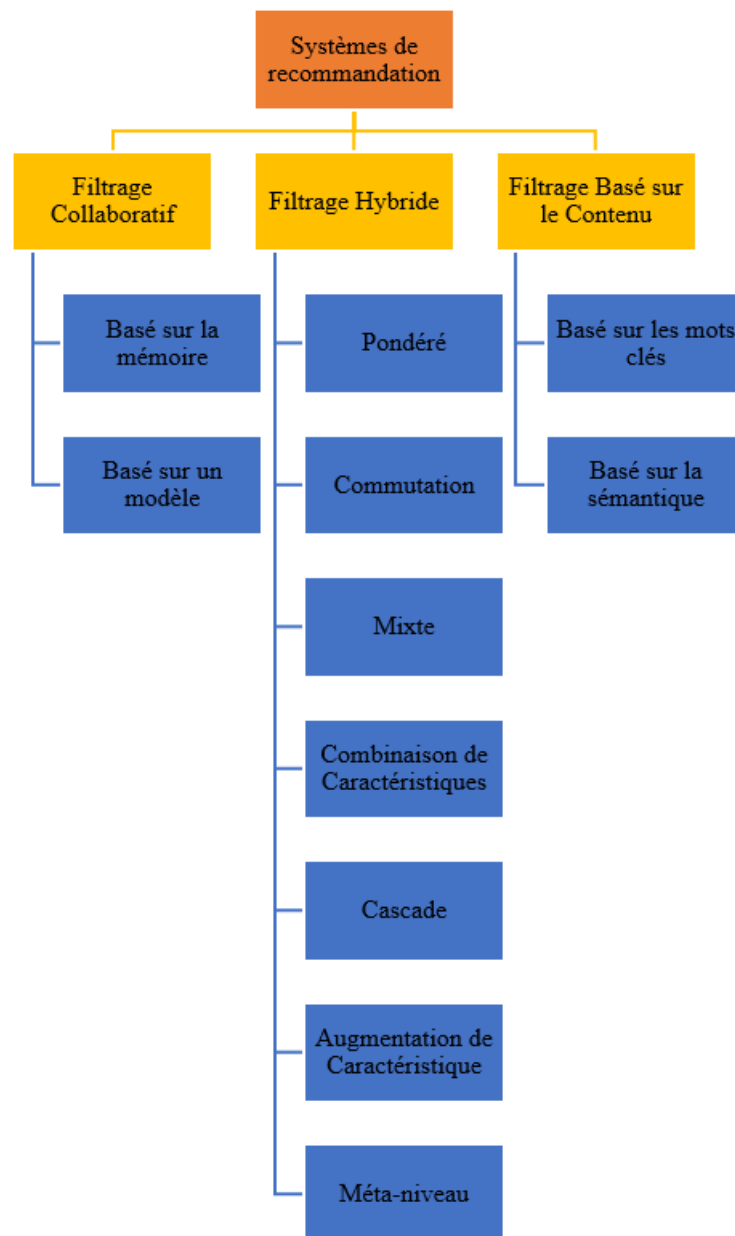 Systèmes de
recommandation
Filtrage
Collaboratif
Basé sur la
mémoire
Basé sur un
modèle
Filtrage Hybride
Pondéré
Commutation
Mixte
Combinaison de
Caractéristiques
Cascade
Augmentation de
Caractéristique
Méta-niveau
Filtrage Basé sur
le Contenu
Basé sur les mots
clés
Basé sur la
sémantique